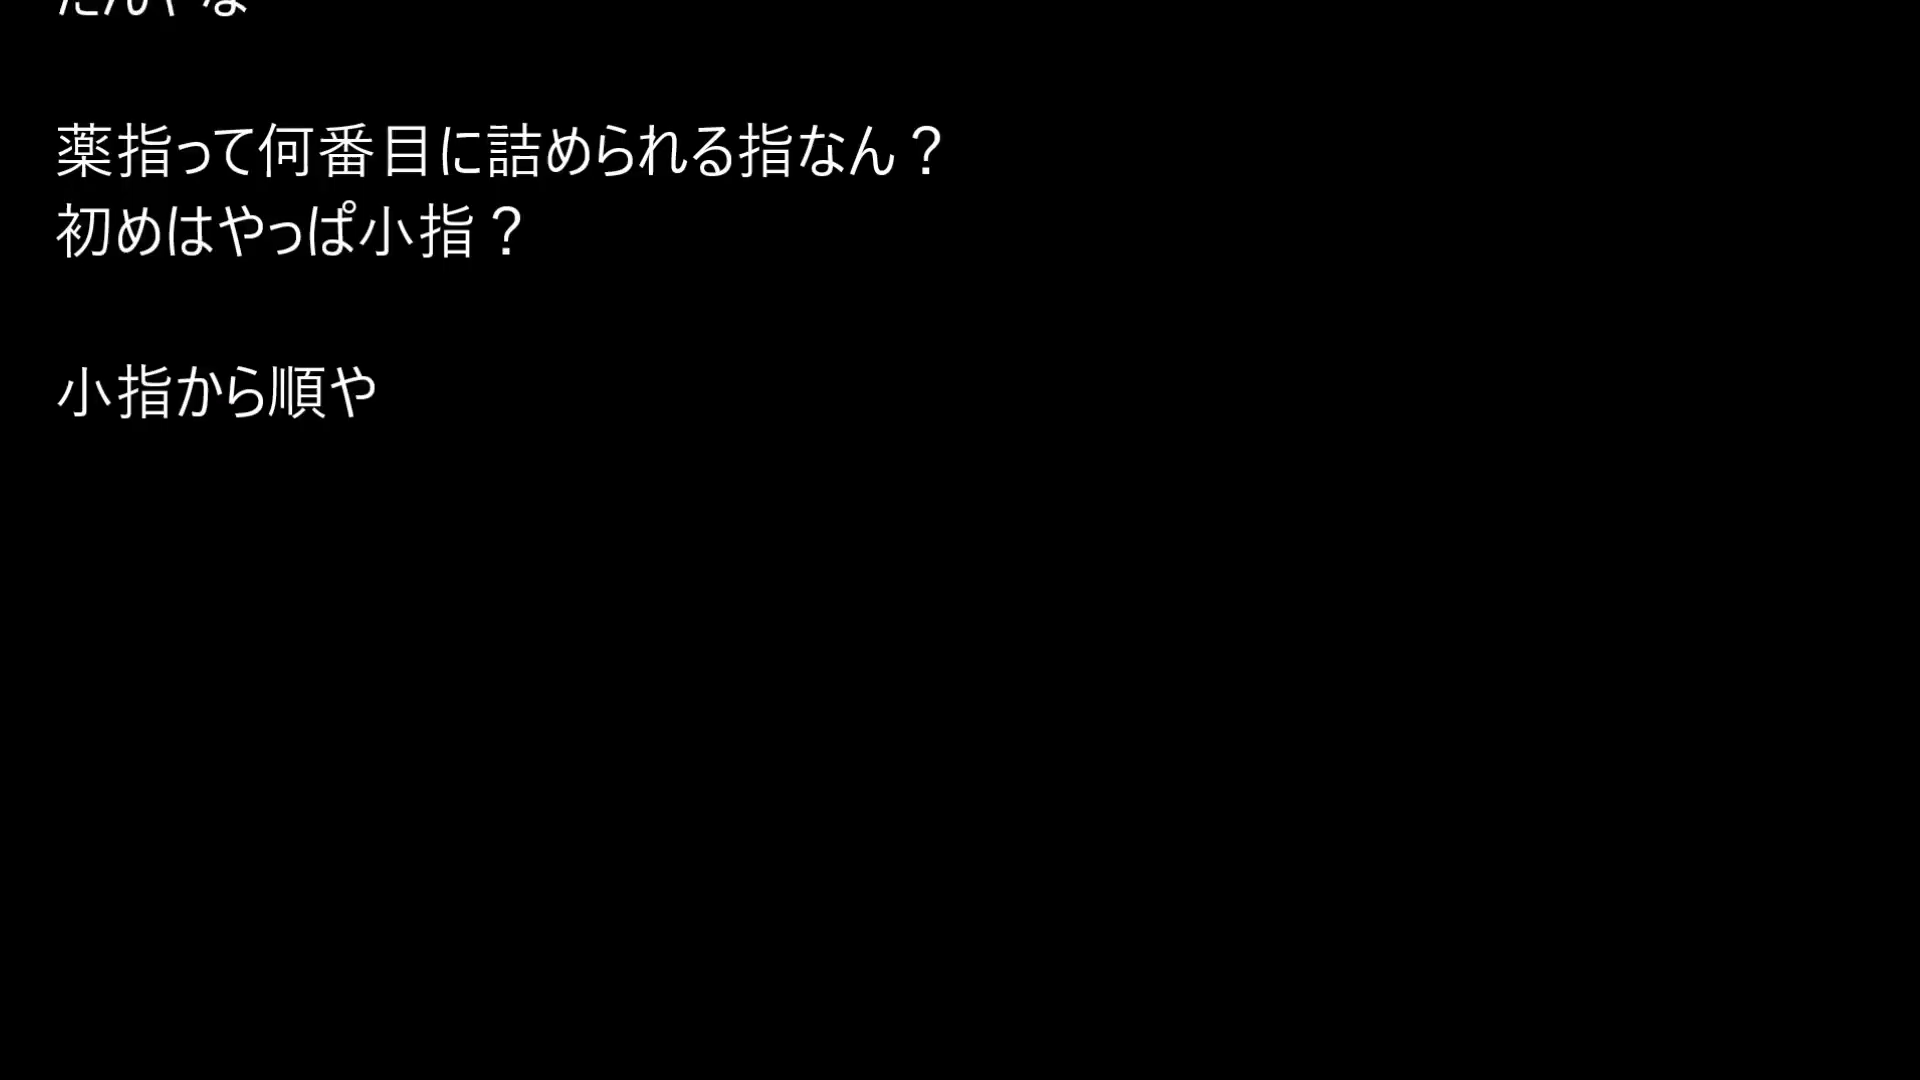 薬指って何番目に詰められる指なん？
初めはやっぱ小指？
小指から順や